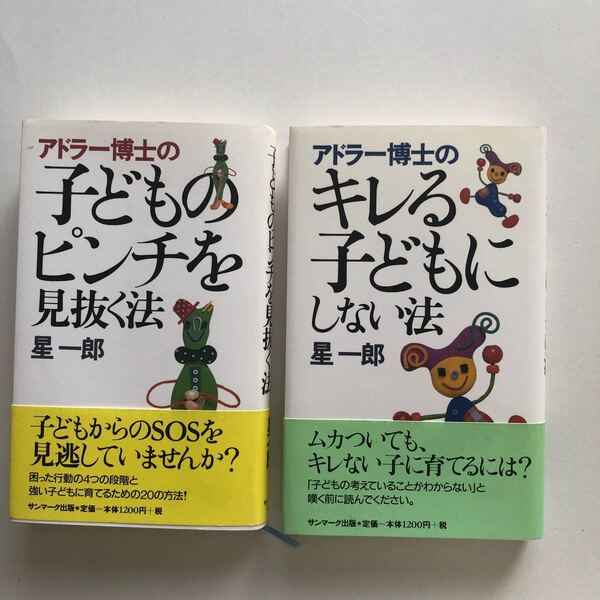 アドラー博士の
子どもの
ピンチを
見抜く法
星 一郎
子どもからのSOSを
見逃していませんか?
困った行動の4つの段階と
強い子どもに育てるための20の方法!
サンマーク出版*定価=本体1200円+税
アドラー博士の
キレる
子どもに
しない法
星 一郎
ムカついても、
キレない子に育てるには?
「子どもの考えていることがわからない」と
嘆く前に読んでください。
サンマーク出版*定価=本体1200円+税